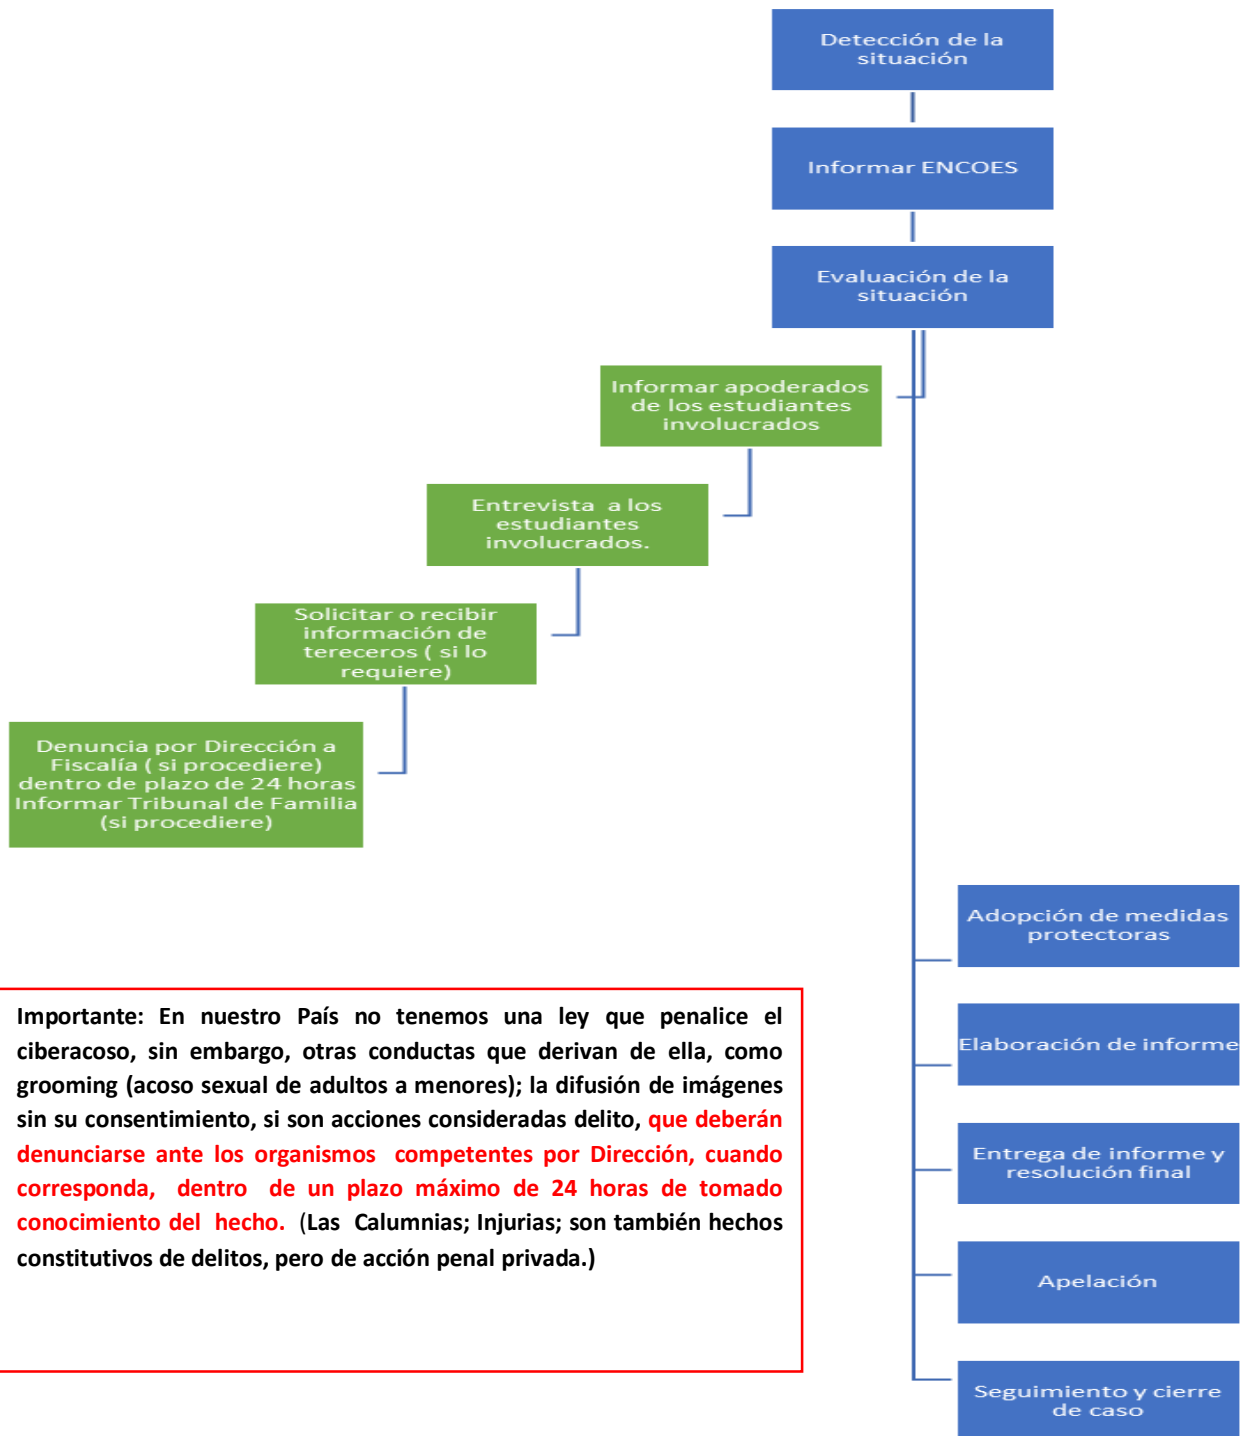 Detección de la
situación
Informar ENCOES
Evaluación de la
situación
Informar apoderados
de los estudiantes
involucrados
Entrevista  a los
estudiantes
involucrados.
Solicitar o recibir
información de
tereceros ( si lo
requiere)
Denuncia por Dirección a
Fiscalía ( si procediere)
dentro de plazo de 24 horas
Informar Tribunal de Familia
(si procediere)
Adopción de medidas
protectoras
Elaboración de informe
Entrega de informe y
resolución final
Apelación
Seguimiento y cierre
de caso
Importante: En nuestro País no tenemos una ley que penalice el
ciberacoso, sin embargo, otras conductas que derivan de ella, como
grooming (acoso sexual de adultos a menores); la difusión de imágenes
sin su consentimiento, si son acciones consideradas delito, que deberán
denunciarse ante los organismos competentes por Dirección, cuando
corresponda, dentro de un plazo máximo de 24 horas de tomado
conocimiento del hecho. (Las Calumnias; Injurias; son también hechos
constitutivos de delitos, pero de acción penal privada.)